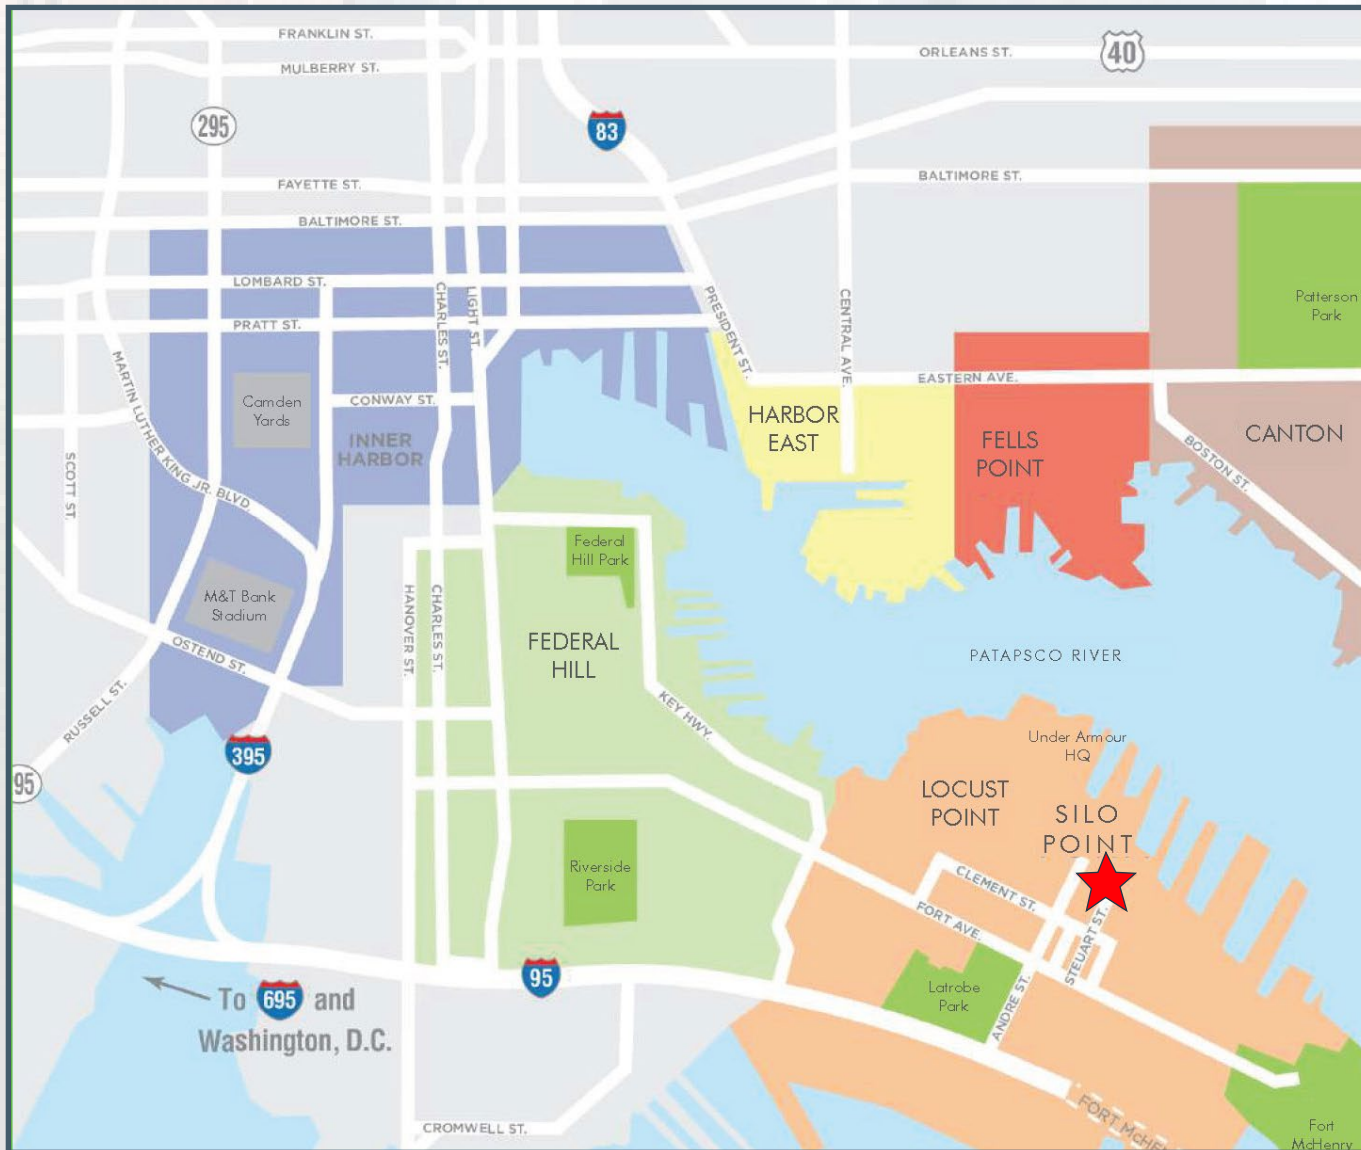 FRANKLIN ST.
MULBERRY ST.
ORLEANS ST.
40
295
83
FAYETTE ST.
BALTIMORE ST.
BALTIMORE ST.
LOMBARD ST.
PRATT ST.
CHARLES ST.
LIGHT ST.
PRESIDENT ST.
CENTRAL AVE.
Patterson
Park
MARTIN LUTHER KING JR. BLVD.
Camden
Yards
CONWAY ST.
INNER
HARBOR
EASTERN AVE.
HARBOR
EAST
FELLS
POINT
CANTON
BOSTON ST.
SCOTT ST.
Federal
Hill Park
M&T Bank
Stadium
HANOVER ST.
CHARLES ST.
FEDERAL
HILL
OSTEND ST.
PATAPSCO RIVER
RUSSELL ST.
KEY HWY.
395
95
Under Armour
HQ
LOCUST
POINT
SILO
POINT
Riverside
Park
CLEMENT ST.
FORT AVE.
STEUART ST.
ANDRE ST.
Latrobe
Park
95
To 695 and
Washington, D.C.
CROMWELL ST.
FORT McHE
Fort
McHenry